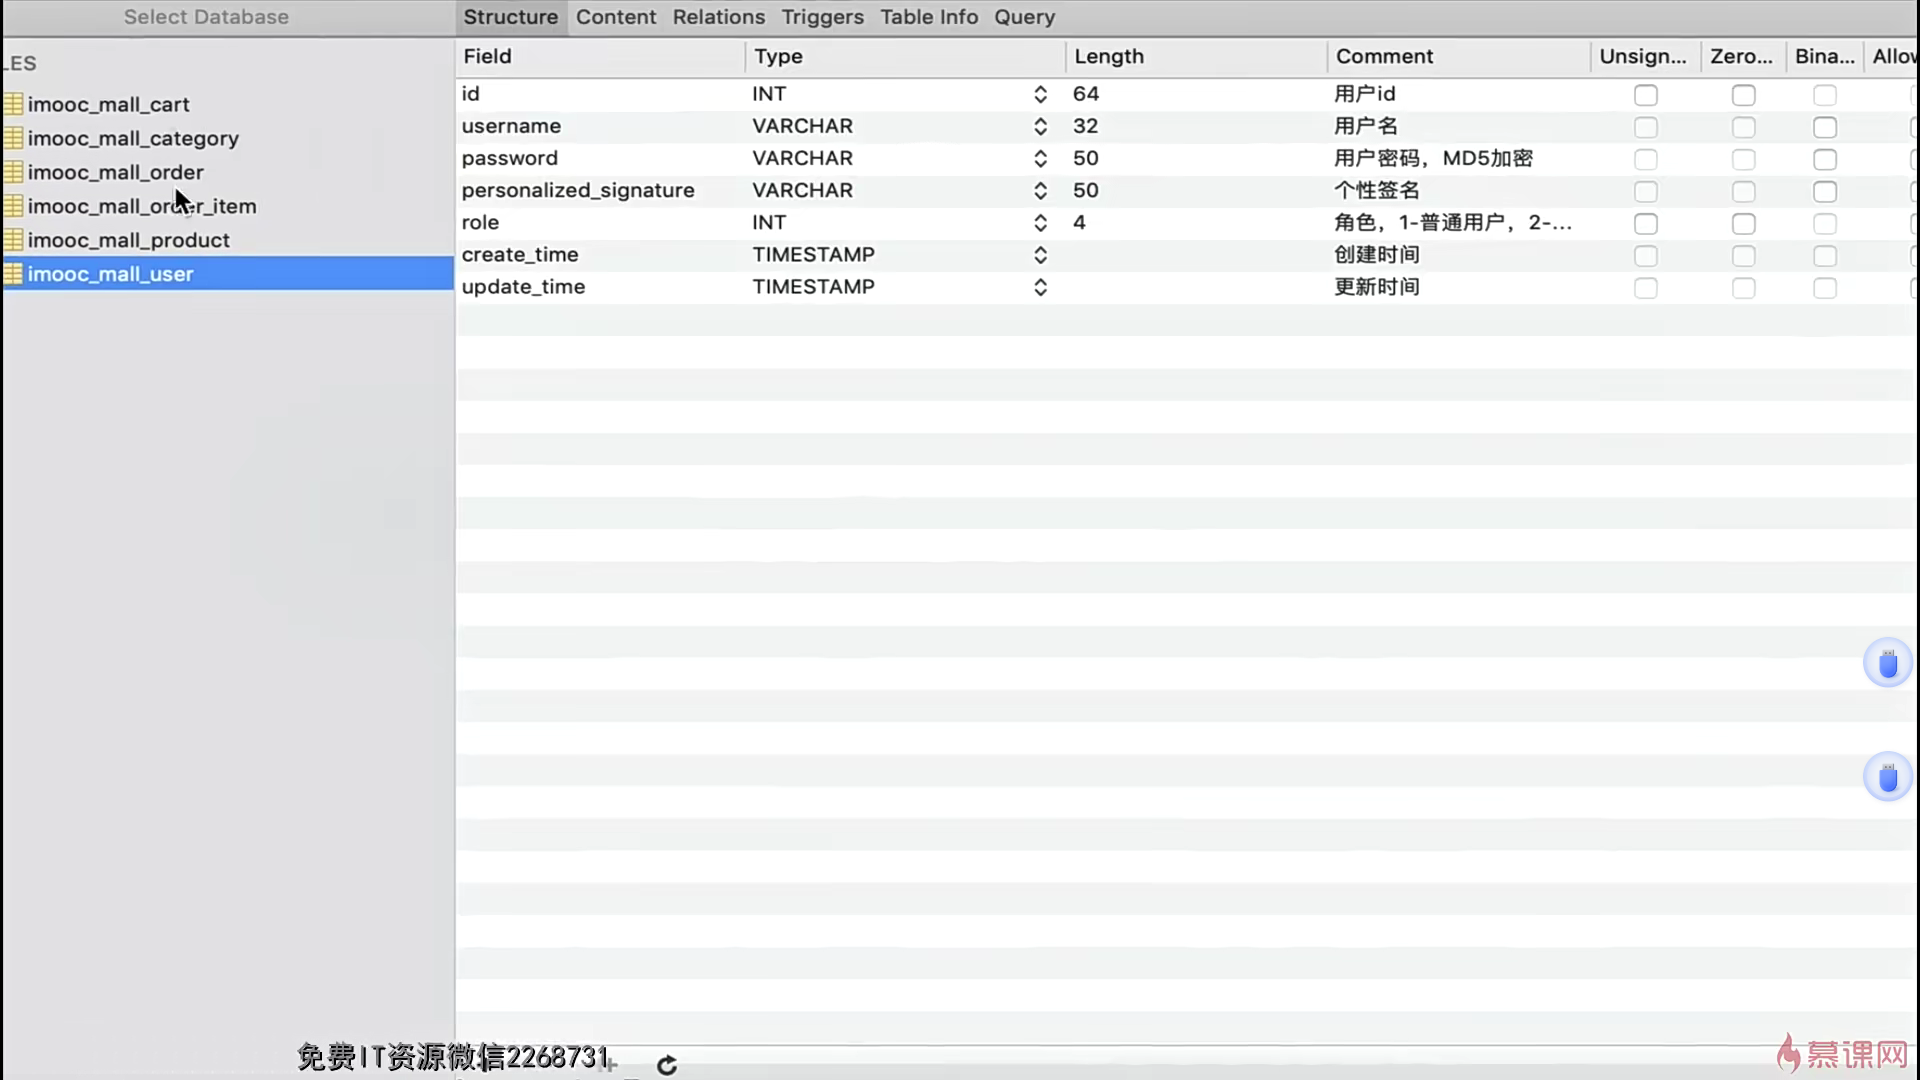 Select Database
Structure Content Relations Triggers Table Info Query
LES
imooc_mall_cart
imooc_mall_category
imooc_mall_order
imooc_mall_order_item
imooc_mall_product
imooc_mall_user
Field Type Length Comment Unsign... Zero... Bina... Allow
id INT 64 用户id
username VARCHAR 32 用户名
password VARCHAR 50 用户密码，MD5加密
personalized_signature VARCHAR 50 个性签名
role INT 4 角色，1-普通用户，2-...
create_time TIMESTAMP 创建时间
update_time TIMESTAMP 更新时间
免费IT资源微信2268731
慕课网